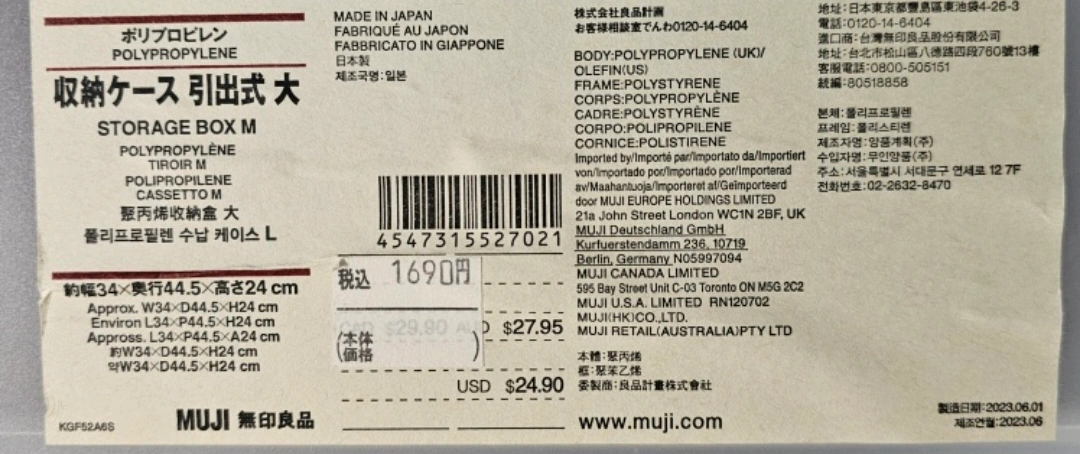 ポリプロピレン
POLYPROPYLENE
収納ケース 引出式 大
STORAGE BOX M
POLYPROPYLÈNE
TIROIR M
POLIPROPILENE
CASSETTO M
聚丙烯收納盒 大
폴리프로필렌 수납 케이스 L
約幅34×奥行44.5×高さ24 cm
Approx. W34×D44.5×H24 cm
Environ L34×P44.5×H24 cm
Appross. L34×P44.5×A24 cm
約W34×D44.5×H24 cm
약W34×D44.5×H24 cm
KGF52A6S
MUJI 無印良品
MADE IN JAPAN
FABRIQUÉ AU JAPON
FABBRICATO IN GIAPPONE
日本製
제조국명:일본
4547315527021
税込 1690円
CAD $29.90 AUD $27.95
(本体
価格 )
USD $24.90
株式会社良品計画
お客様相談室でんわ0120-14-6404
BODY:POLYPROPYLENE (UK)/
OLEFIN(US)
FRAME:POLYSTYRENE
CORPS:POLYPROPYLÈNE
CADRE:POLYSTYRÈNE
CORPO:POLIPROPILENE
CORNICE:POLISTIRENE
Imported by/Importé par/Importato da/Importiert
von/Importado por/Importado por/Importerad
av/Maahantuoja/Importeret af/Geïmporteerd
door MUJI EUROPE HOLDINGS LIMITED
21a John Street London WC1N 2BF, UK
MUJI Deutschland GmbH
Kurfuerstendamm 236, 10719
Berlin, Germany N05997094
MUJI CANADA LIMITED
595 Bay Street Unit C-03 Toronto ON M5G 2C2
MUJI U.S.A. LIMITED RN120702
MUJI(HK)CO.,LTD.
MUJI RETAIL(AUSTRALIA)PTY LTD
本體:聚丙烯
框:聚苯乙烯
委製商:良品計畫株式會社
www.muji.com
地址:日本東京都豐島區東池袋4-26-3
電話:0120-14-6404
進口商:台灣無印良品股份有限公司
地址:台北市松山區八德路四段760號13樓
客服電話:0800-505151
統編:80518858
본체:폴리프로필렌
프레임:폴리스티렌
제조자명:양품계획(주)
수입자명:무인양품(주)
주소:서울특별시 서대문구 연세로 12 7F
전화번호:02-2632-8470
製造日期:2023.06.01
제조연월:2023.06